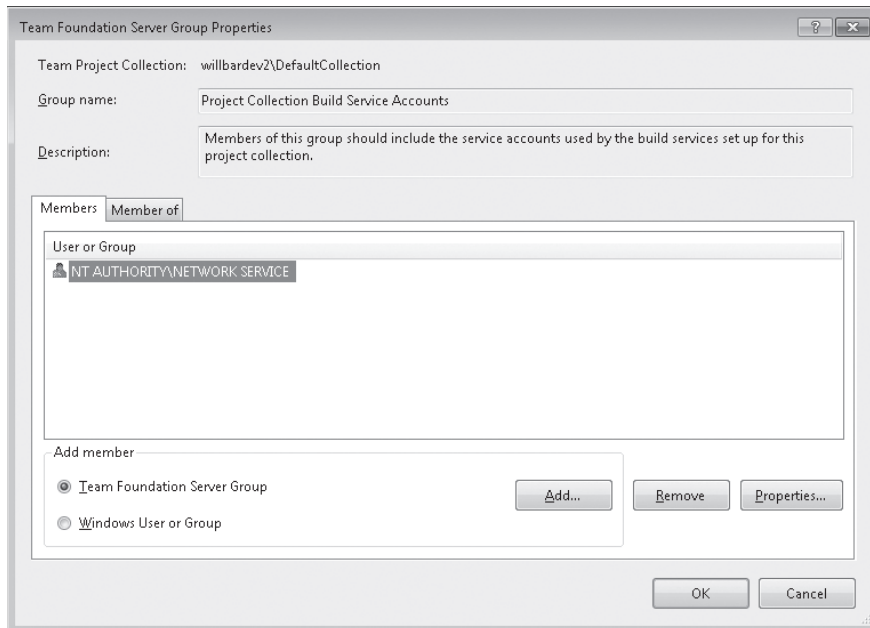 Team Foundation Server Group Properties
Team Project Collection: willbardev2\DefaultCollection
Group name: Project Collection Build Service Accounts
Description: Members of this group should include the service accounts used by the build services set up for this
project collection.
Members Member of
User or Group
NT AUTHORITY\NETWORK SERVICE
Add member
Team Foundation Server Group
Windows User or Group
Add... Remove Properties...
OK Cancel